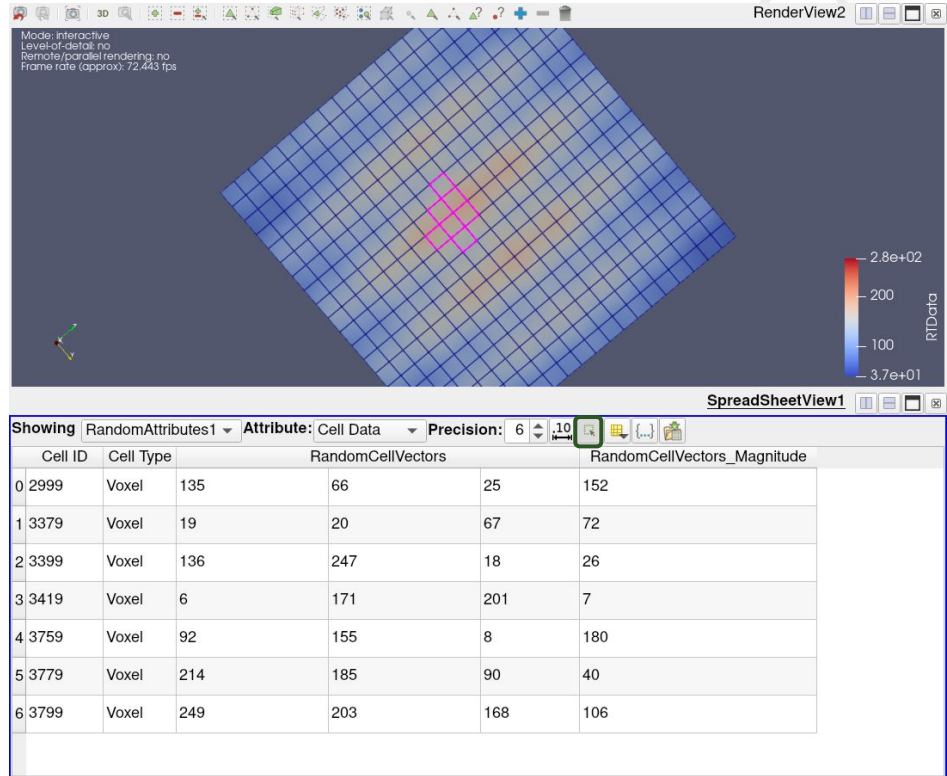 3D
RenderView2
Mode: interactive
Level-of-detail: no
Remote/parallel rendering: no
Frame rate (approx): 72.443 fps
2.8e+02
200
100
3.7e+01
RTData
SpreadSheetView1
Showing RandomAttributes1 Attribute: Cell Data Precision: 6 .10
Cell ID Cell Type RandomCellVectors RandomCellVectors_Magnitude
0 2999 Voxel 135 66 25 152
1 3379 Voxel 19 20 67 72
2 3399 Voxel 136 247 18 26
3 3419 Voxel 6 171 201 7
4 3759 Voxel 92 155 8 180
5 3779 Voxel 214 185 90 40
6 3799 Voxel 249 203 168 106